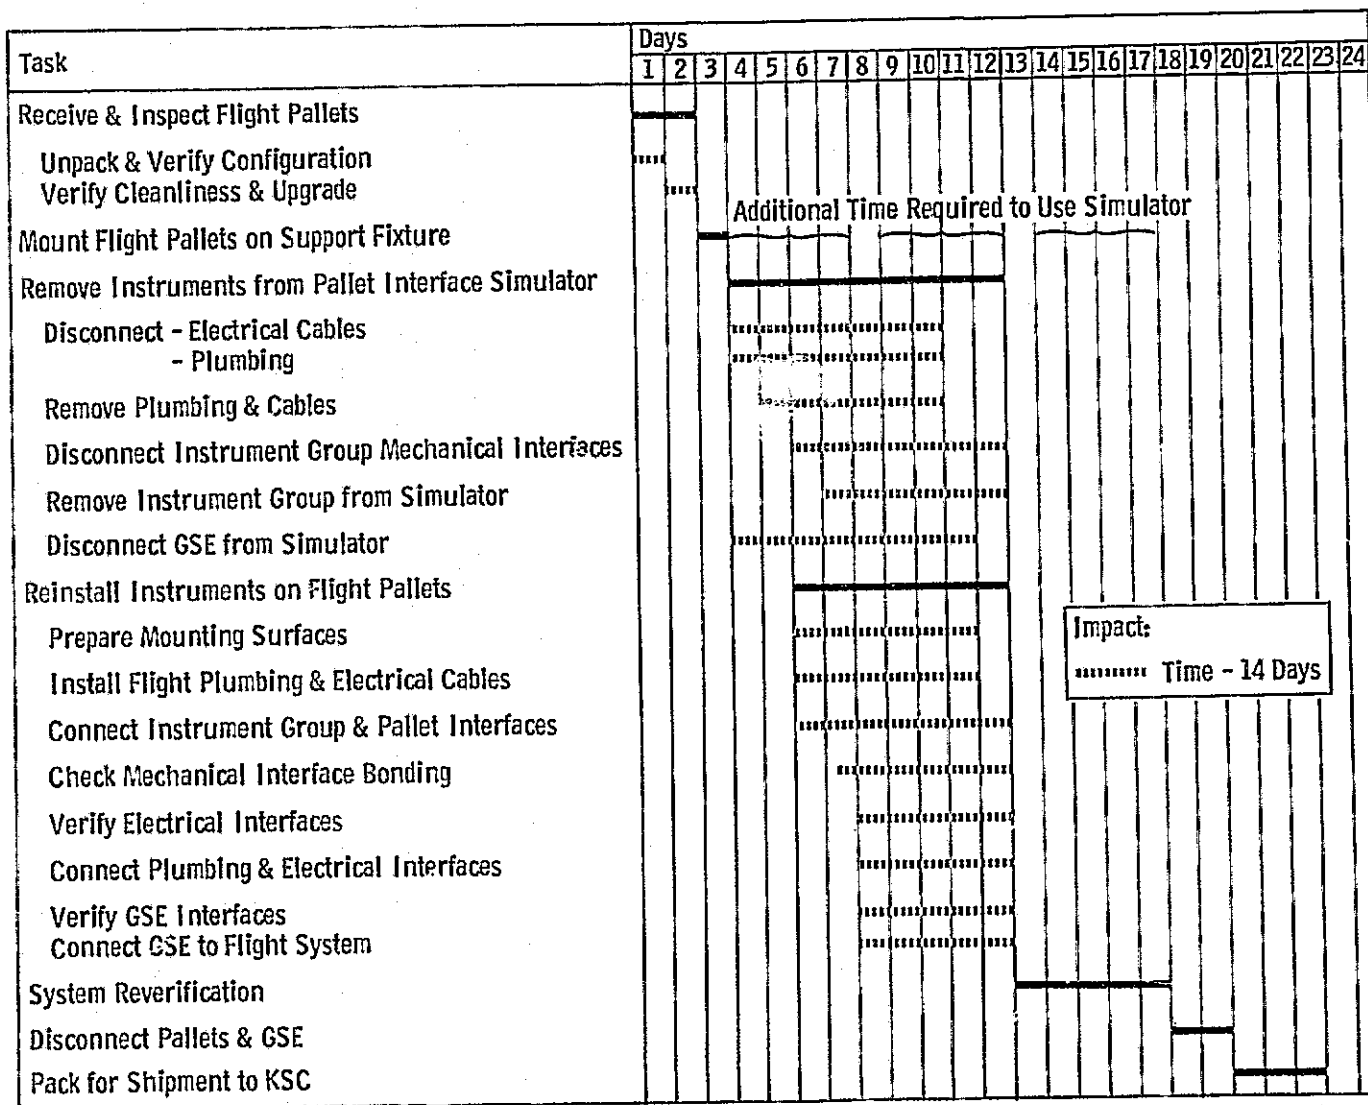 Task
Days
1 2 3 4 5 6 7 8 9 10 11 12 13 14 15 16 17 18 19 20 21 22 23 24
Receive & Inspect Flight Pallets
Unpack & Verify Configuration
Verify Cleanliness & Upgrade
Additional Time Required to Use Simulator
Mount Flight Pallets on Support Fixture
Remove Instruments from Pallet Interface Simulator
Disconnect - Electrical Cables
- Plumbing
Remove Plumbing & Cables
Disconnect Instrument Group Mechanical Interfaces
Remove Instrument Group from Simulator
Disconnect GSE from Simulator
Reinstall Instruments on Flight Pallets
Prepare Mounting Surfaces
Impact:
Time - 14 Days
Install Flight Plumbing & Electrical Cables
Connect Instrument Group & Pallet Interfaces
Check Mechanical Interface Bonding
Verify Electrical Interfaces
Connect Plumbing & Electrical Interfaces
Verify GSE Interfaces
Connect GSE to Flight System
System Reverification
Disconnect Pallets & GSE
Pack for Shipment to KSC